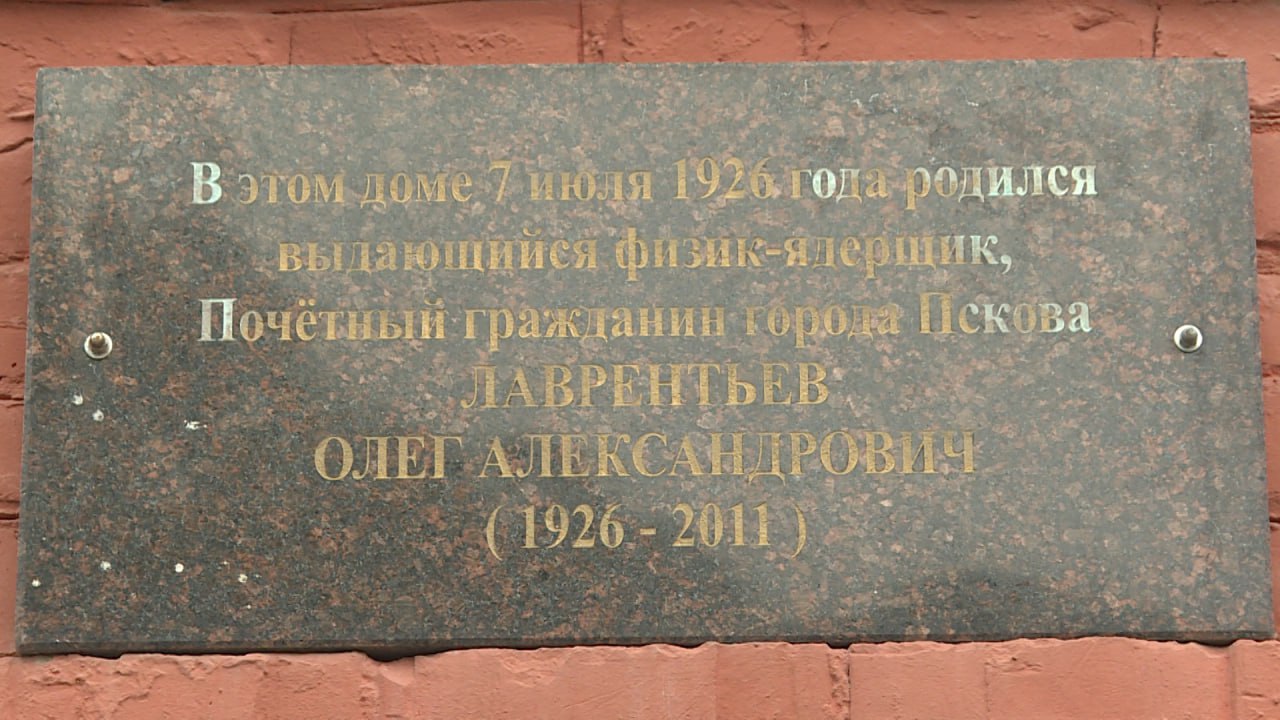 В этом доме 7 июля 1926 года родился
выдающийся физик-ядерщик,
Почётный гражданин города Пскова
ЛАВРЕНТЬЕВ
ОЛЕГ АЛЕКСАНДРОВИЧ
( 1926 - 2011 )